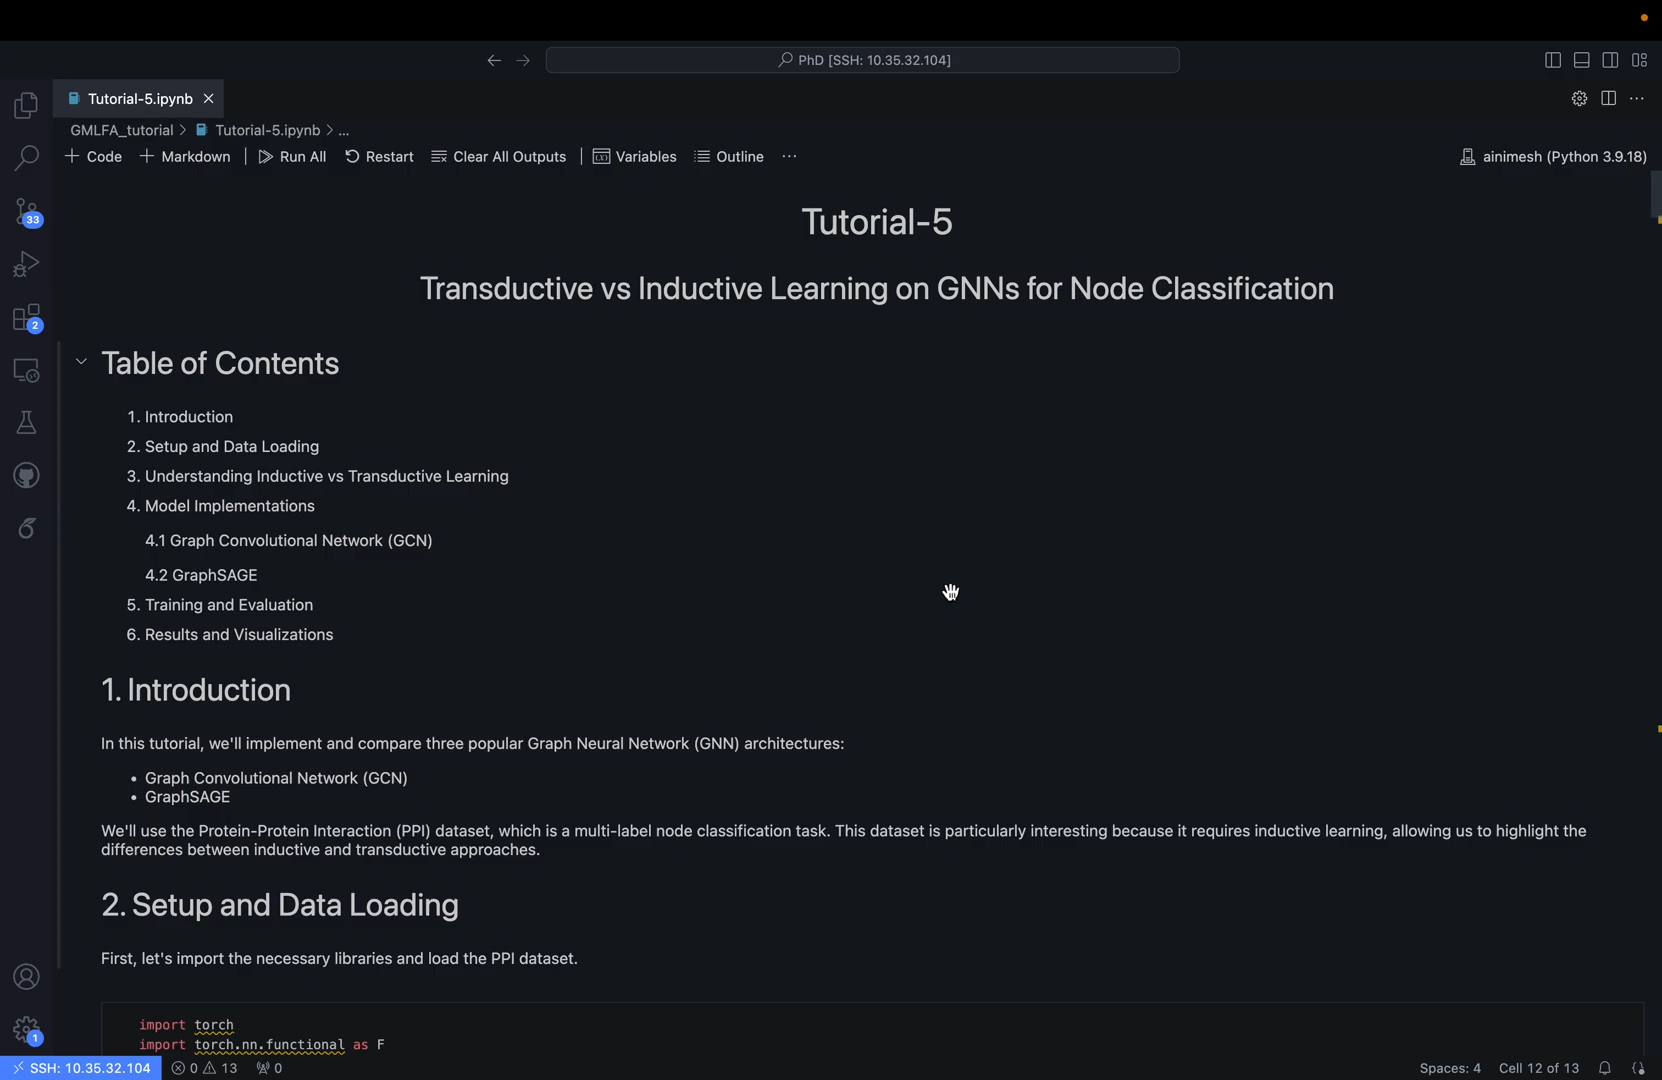 PhD [SSH: 10.35.32.104]
Tutorial-5.ipynb
GMLFA_tutorial > Tutorial-5.ipynb > ...
+ Code + Markdown | Run All Restart Clear All Outputs | Variables Outline ... ainimesh (Python 3.9.18)
33
2
Tutorial-5
Transductive vs Inductive Learning on GNNs for Node Classification
Table of Contents
1. Introduction
2. Setup and Data Loading
3. Understanding Inductive vs Transductive Learning
4. Model Implementations
4.1 Graph Convolutional Network (GCN)
4.2 GraphSAGE
5. Training and Evaluation
6. Results and Visualizations
1. Introduction
In this tutorial, we'll implement and compare three popular Graph Neural Network (GNN) architectures:
• Graph Convolutional Network (GCN)
• GraphSAGE
We'll use the Protein-Protein Interaction (PPI) dataset, which is a multi-label node classification task. This dataset is particularly interesting because it requires inductive learning, allowing us to highlight the
differences between inductive and transductive approaches.
2. Setup and Data Loading
First, let's import the necessary libraries and load the PPI dataset.
import torch
import torch.nn.functional as F
1
SSH: 10.35.32.104 0 13 0 Spaces: 4 Cell 12 of 13